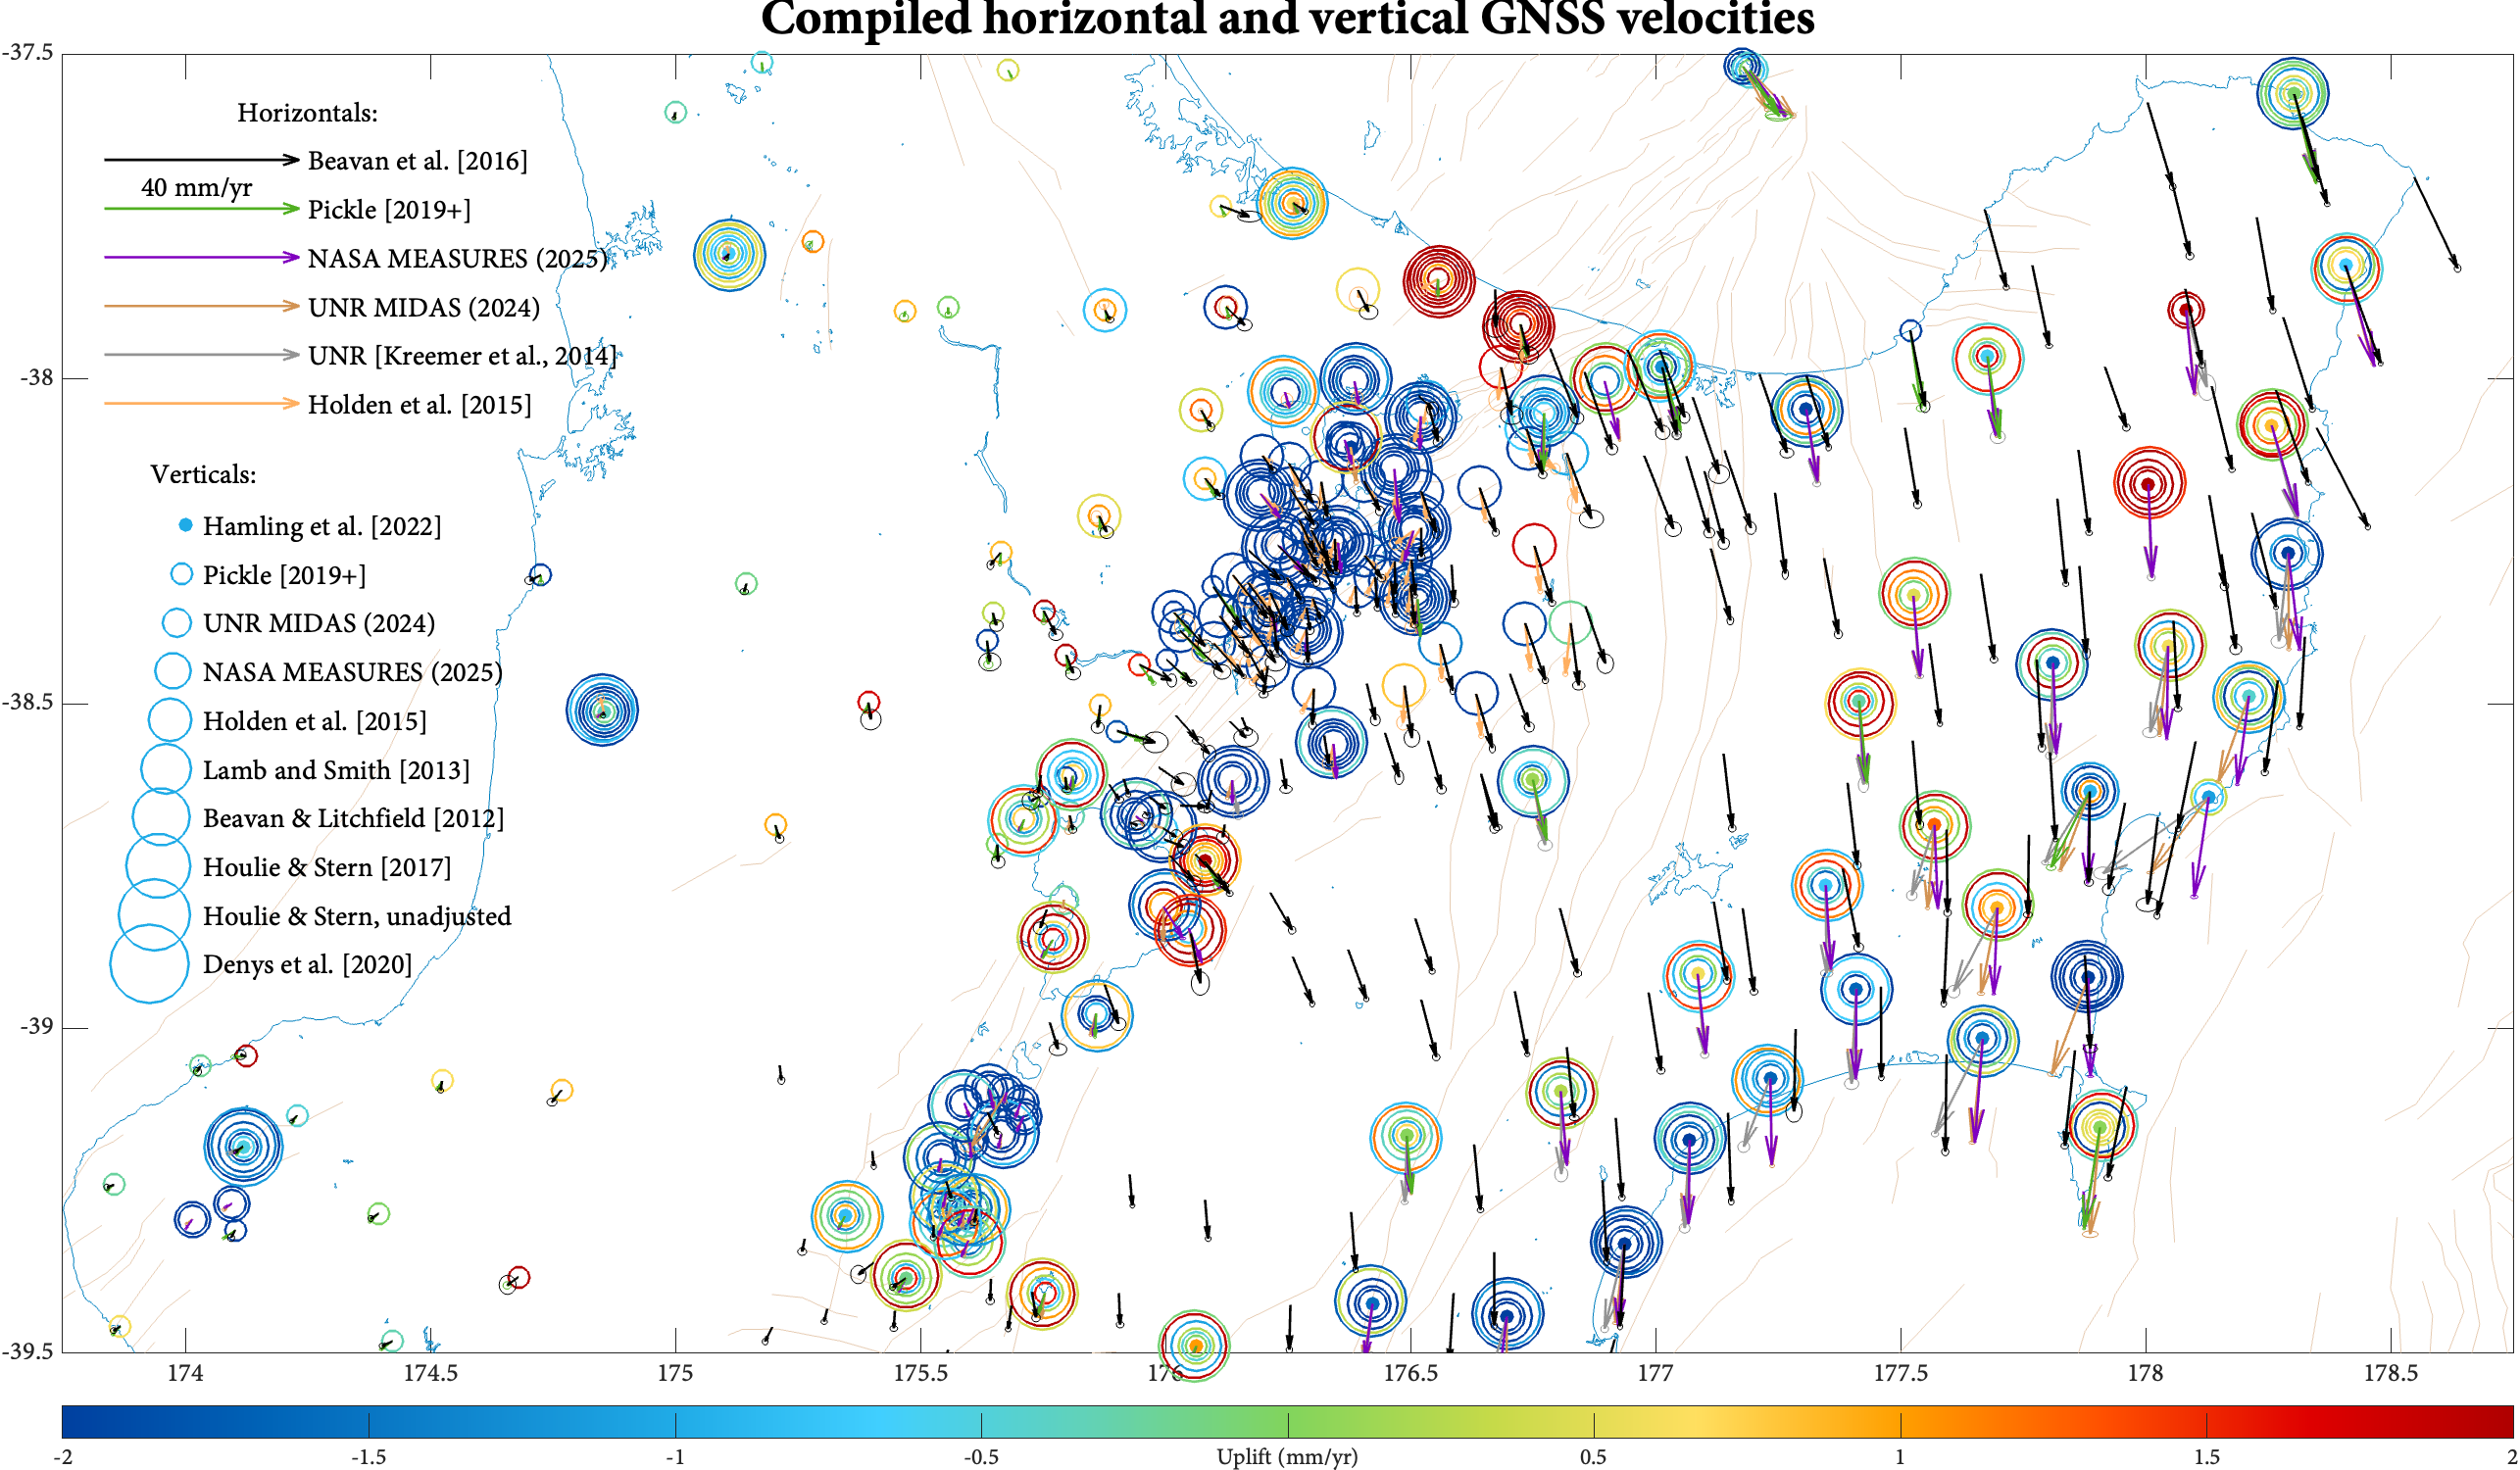 Compiled horizontal and vertical GNSS velocities
-37.5
-38
-38.5
-39
-39.5
Horizontals:
Beavan et al. [2016]
40 mm/yr
Pickle [2019+]
NASA MEASURES (2025)
UNR MIDAS (2024)
UNR [Kreemer et al., 2014]
Holden et al. [2015]
Verticals:
Hamling et al. [2022]
Pickle [2019+]
UNR MIDAS (2024)
NASA MEASURES (2025)
Holden et al. [2015]
Lamb and Smith [2013]
Beavan & Litchfield [2012]
Houlie & Stern [2017]
Houlie & Stern, unadjusted
Denys et al. [2020]
174 174.5 175 175.5 176 176.5 177 177.5 178 178.5
-2 -1.5 -1 -0.5 Uplift (mm/yr) 0.5 1 1.5 2